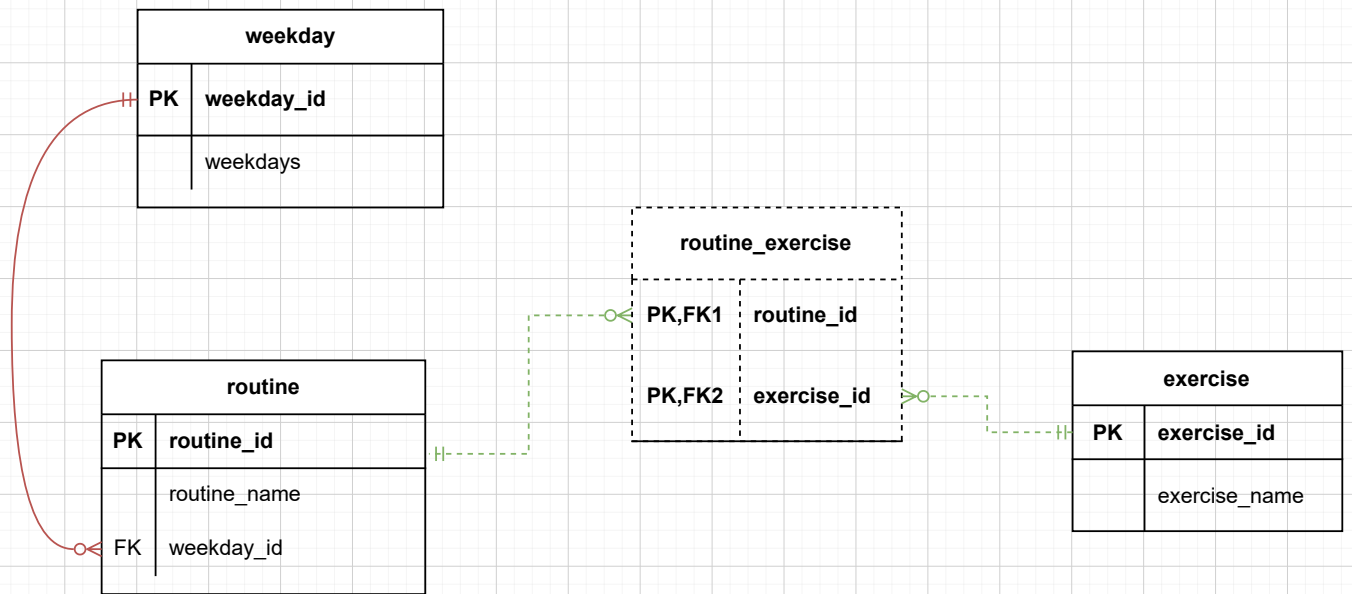 weekday
PK weekday_id
weekdays
routine_exercise
PK,FK1 routine_id
PK,FK2 exercise_id
routine
PK routine_id
routine_name
FK weekday_id
exercise
PK exercise_id
exercise_name